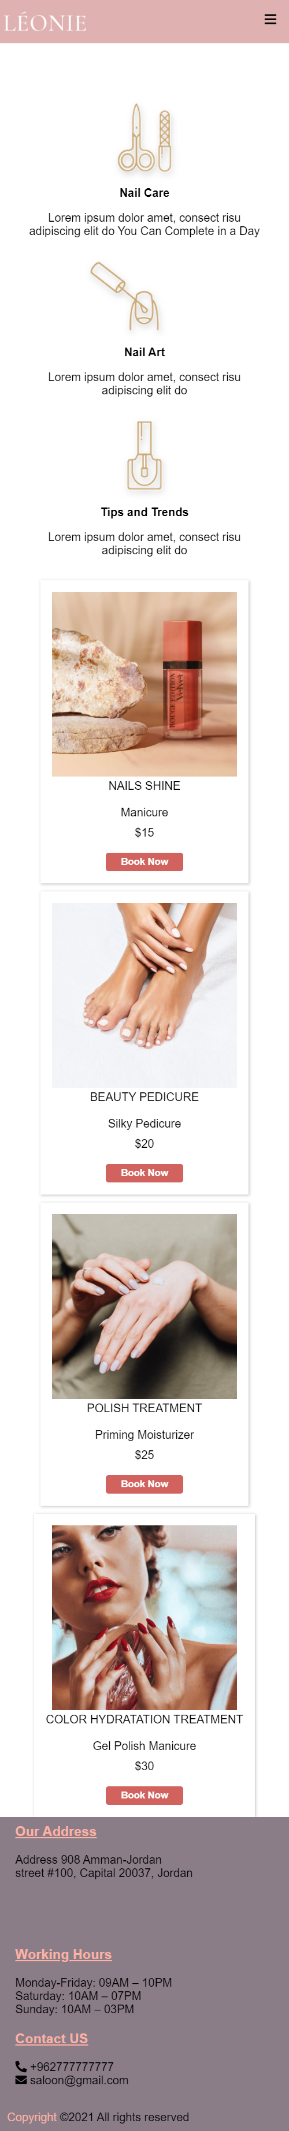 LÉONIE
Nail Care
Lorem ipsum dolor amet, consect risu
adipiscing elit do You Can Complete in a Day
Nail Art
Lorem ipsum dolor amet, consect risu
adipiscing elit do
Tips and Trends
Lorem ipsum dolor amet, consect risu
adipiscing elit do
ROUGE EDITION
Velvet
NAILS SHINE
Manicure
$15
Book Now
BEAUTY PEDICURE
Silky Pedicure
$20
Book Now
POLISH TREATMENT
Priming Moisturizer
$25
Book Now
COLOR HYDRATATION TREATMENT
Gel Polish Manicure
$30
Book Now
Our Address
Address 908 Amman-Jordan
street #100, Capital 20037, Jordan
Working Hours
Monday-Friday: 09AM – 10PM
Saturday: 10AM – 07PM
Sunday: 10AM – 03PM
Contact US
+962777777777
saloon@gmail.com
Copyright ©2021 All rights reserved